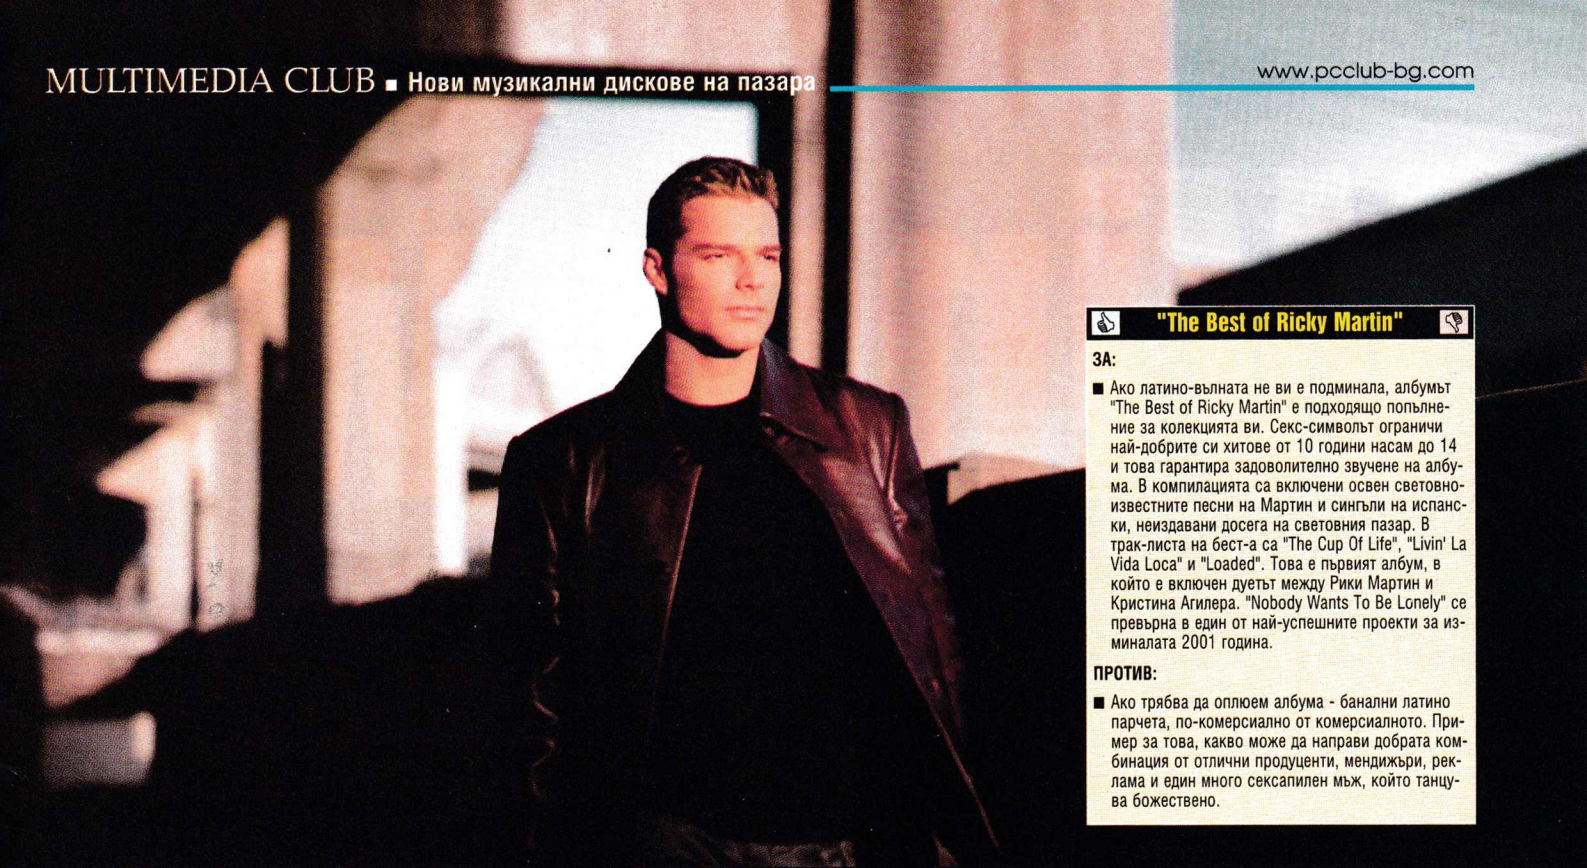 MULTIMEDIA CLUB ■ Нови музикални дискове на пазара
www.pcclub-bg.com
"The Best of Ricky Martin"
ЗА:
■ Ако латино-вълната не ви е подминала, албумът
"The Best of Ricky Martin" е подходящо попълне-
ние за колекцията ви. Секс-символът ограничи
най-добрите си хитове от 10 години насам до 14
и това гарантира задоволително звучене на албу-
ма. В компилацията са включени освен световно-
известните песни на Мартин и сингъли на испанс-
ки, неиздавани досега на световния пазар. В
трак-листа на бест-а са "The Cup Of Life", "Livin' La
Vida Loca" и "Loaded". Това е първият албум, в
който е включен дуетът между Рики Мартин и
Кристина Агилера. "Nobody Wants To Be Lonely" се
превърна в един от най-успешните проекти за из-
миналата 2001 година.
ПРОТИВ:
■ Ако трябва да оплюем албума - банални латино
парчета, по-комерсиално от комерсиалното. При-
мер за това, какво може да направи добрата ком-
бинация от отлични продуценти, мендижъри, рек-
лама и един много сексапилен мъж, който танцу-
ва божествено.